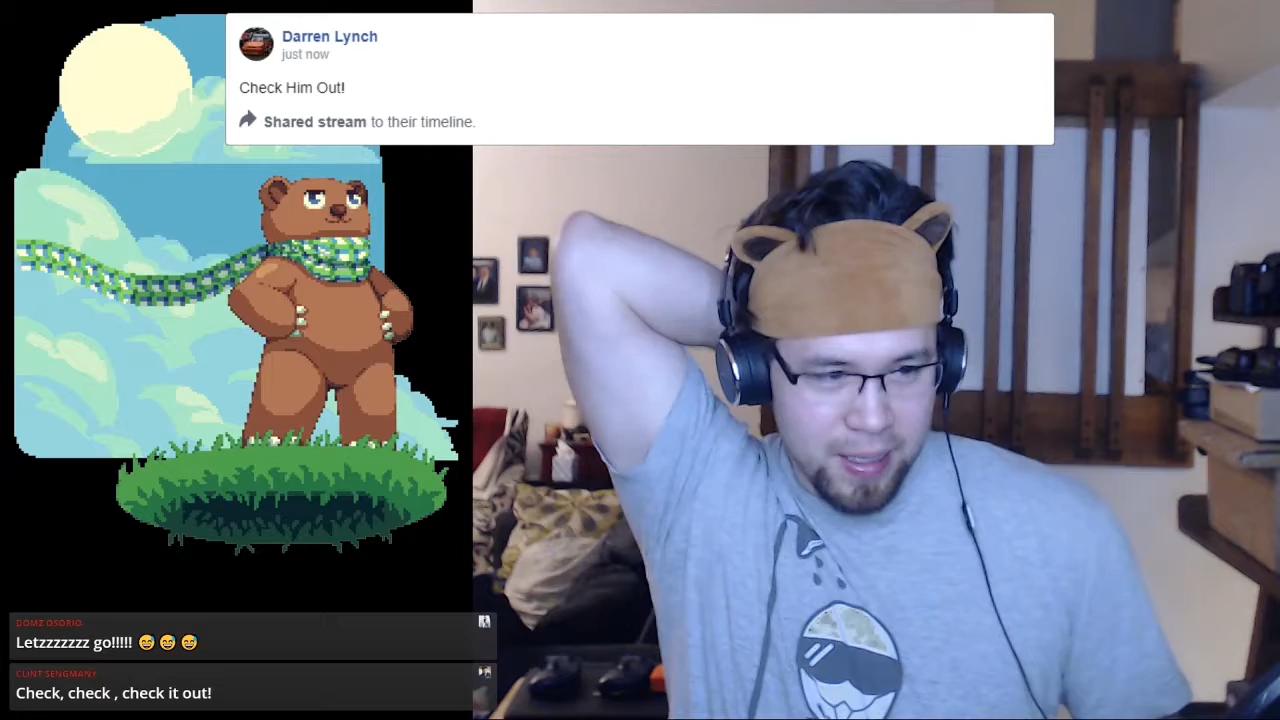 Darren Lynch
just now
Check Him Out!
Shared stream to their timeline.
DOMZ OSORIO
Letzzzzzzz go!!!!! 😅 😅 😅
CLINT SENGMANY
Check, check , check it out!